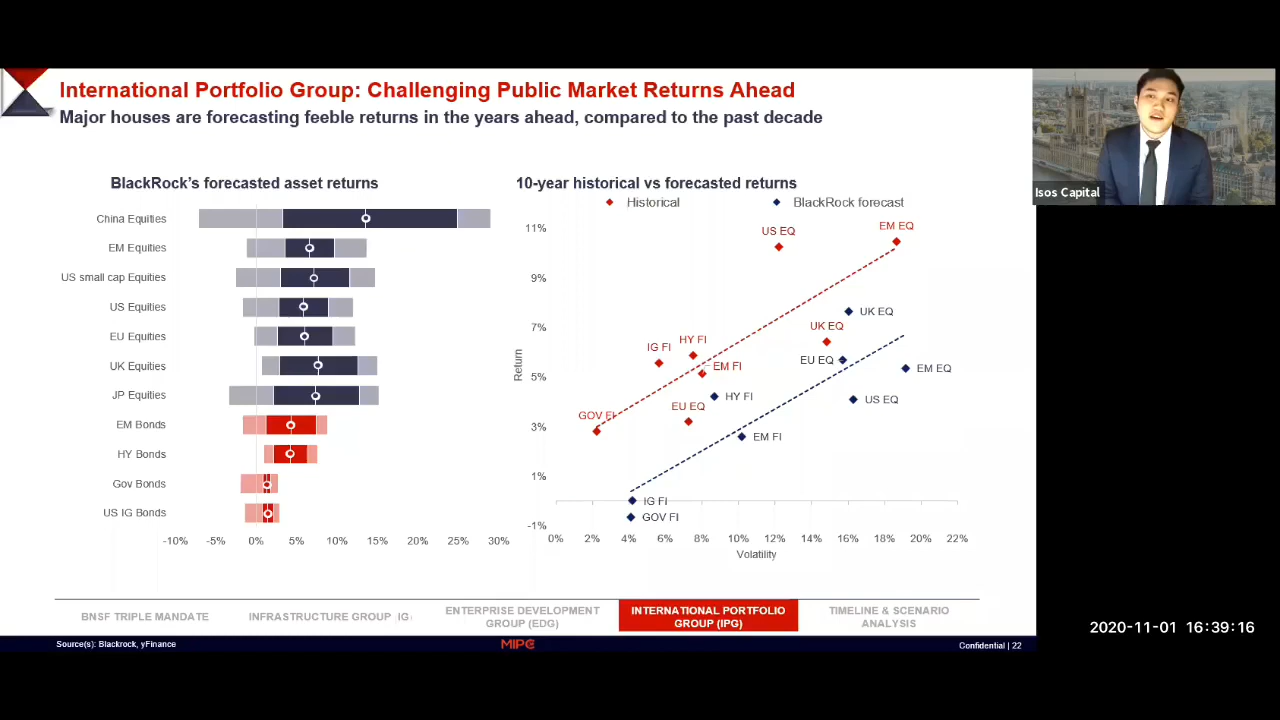 International Portfolio Group: Challenging Public Market Returns Ahead
Major houses are forecasting feeble returns in the years ahead, compared to the past decade
Isos Capital
BlackRock's forecasted asset returns
China Equities
EM Equities
US small cap Equities
US Equities
EU Equities
UK Equities
JP Equities
EM Bonds
HY Bonds
Gov Bonds
US IG Bonds
-10% -5% 0% 5% 10% 15% 20% 25% 30%
10-year historical vs forecasted returns
Historical BlackRock forecast
11%
9%
7%
5%
3%
1%
-1%
Return
US EQ
EM EQ
UK EQ
UK EQ
HY FI
IG FI
EU EQ
EM FI
EM EQ
HY FI
US EQ
EU EQ
GOV FI
EM FI
IG FI
GOV FI
0% 2% 4% 6% 8% 10% 12% 14% 16% 18% 20% 22%
Volatility
BNSF TRIPLE MANDATE
INFRASTRUCTURE GROUP IG
ENTERPRISE DEVELOPMENT
GROUP (EDG)
INTERNATIONAL PORTFOLIO
GROUP (IPG)
TIMELINE & SCENARIO
ANALYSIS
Source(s): Blackrock, yFinance
MIPC
Confidential | 22
2020-11-01 16:39:16